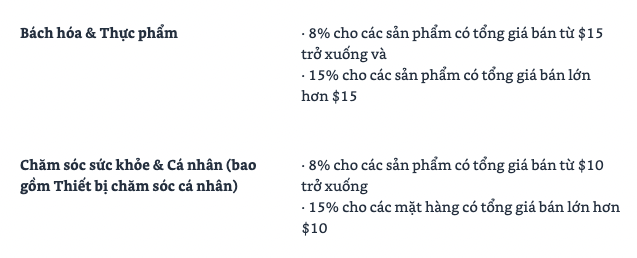 Bách hóa & Thực phẩm
· 8% cho các sản phẩm có tổng giá bán từ $15
trở xuống và
· 15% cho các sản phẩm có tổng giá bán lớn
hơn $15
Chăm sóc sức khỏe & Cá nhân (bao
gồm Thiết bị chăm sóc cá nhân)
· 8% cho các sản phẩm có tổng giá bán từ $10
trở xuống
· 15% cho các mặt hàng có tổng giá bán lớn hơn
$10